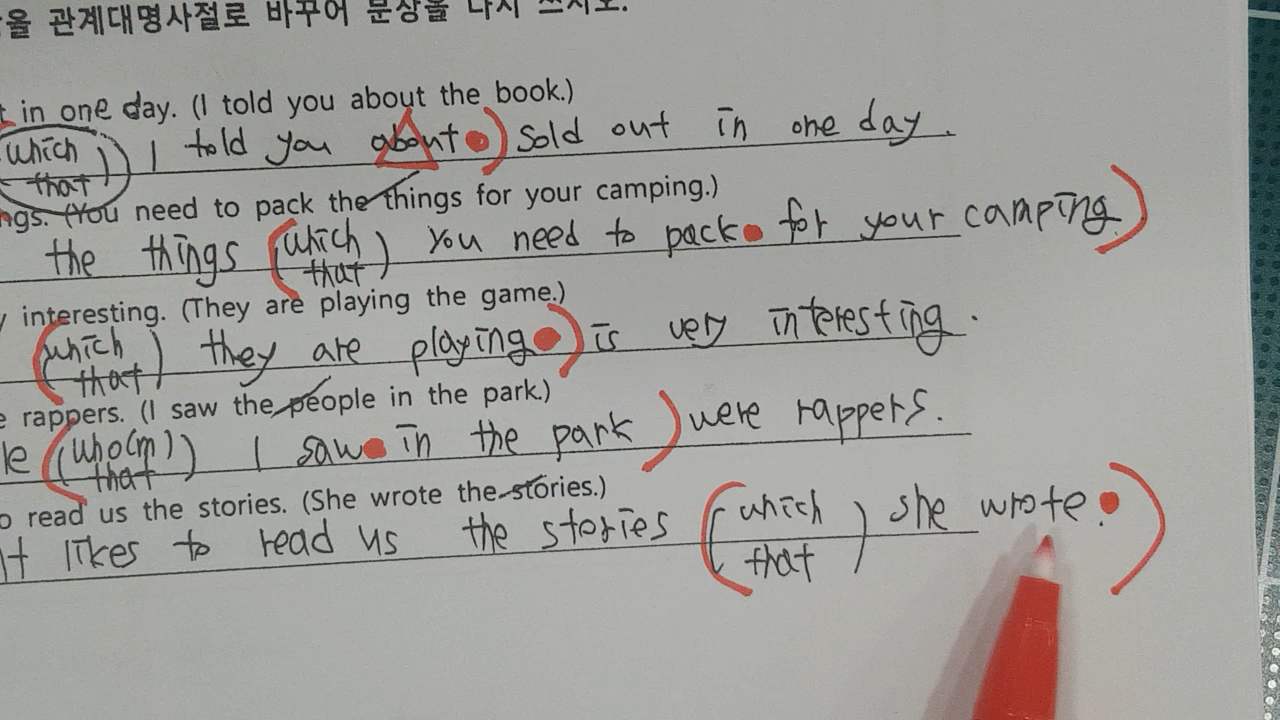 관계대명사절로 바꾸어 문장을 다시 쓰시오.
in one day. (I told you about the book.)
which
that
I told you about sold out in one day.
ngs. (You need to pack the things for your camping.)
the things (which
that) you need to pack for your camping.
interesting. (They are playing the game.)
(which
that) they are playing is very interesting.
e rappers. (I saw the people in the park.)
le (who(m)
that) I saw in the park were rappers.
o read us the stories. (She wrote the stories.)
likes to read us the stories (which
that) she wrote.